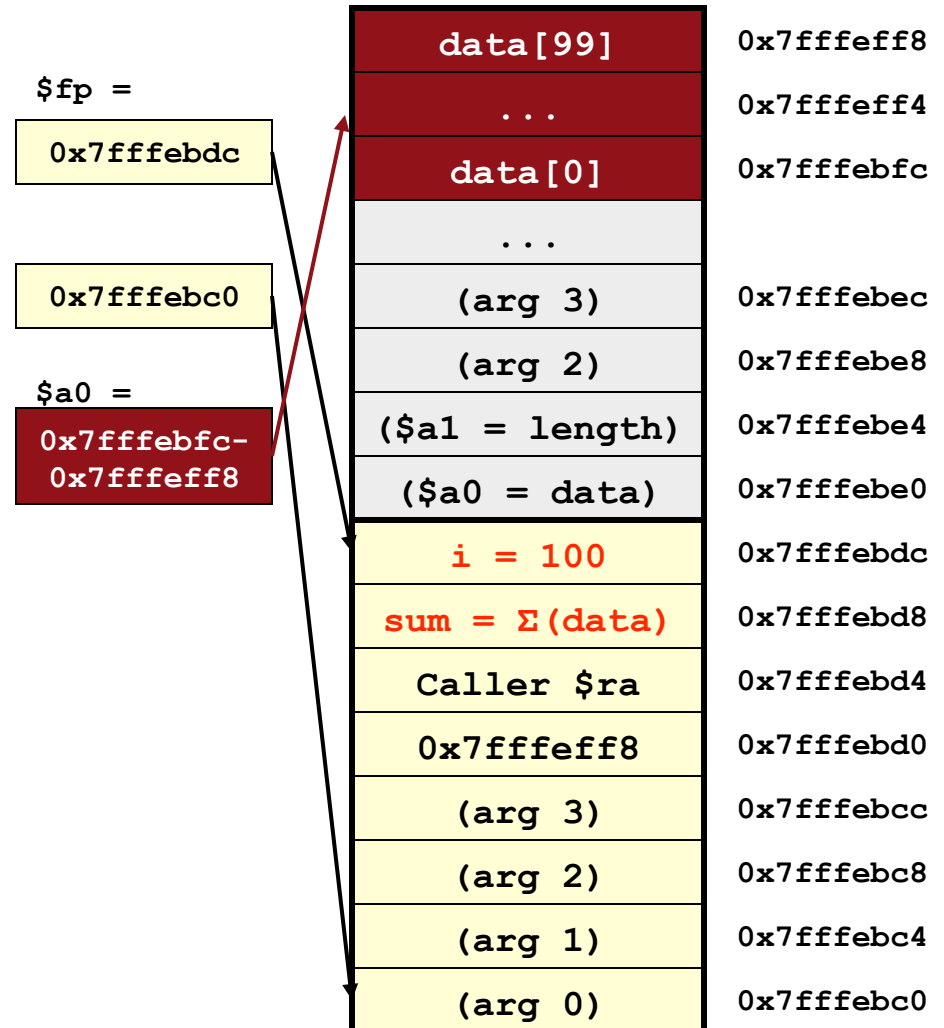 data[99] 0x7fffeff8
$fp =
... 0x7fffeff4
0x7fffebdc
data[0] 0x7fffebfc
...
0x7fffebc0
(arg 3) 0x7fffebec
(arg 2) 0x7fffebe8
$a0 =
($a1 = length) 0x7fffebe4
0x7fffebfc-
0x7fffeff8
($a0 = data) 0x7fffebe0
i = 100 0x7fffebdc
sum = Σ(data) 0x7fffebd8
Caller $ra 0x7fffebd4
0x7fffeff8 0x7fffebd0
(arg 3) 0x7fffebcc
(arg 2) 0x7fffebc8
(arg 1) 0x7fffebc4
(arg 0) 0x7fffebc0